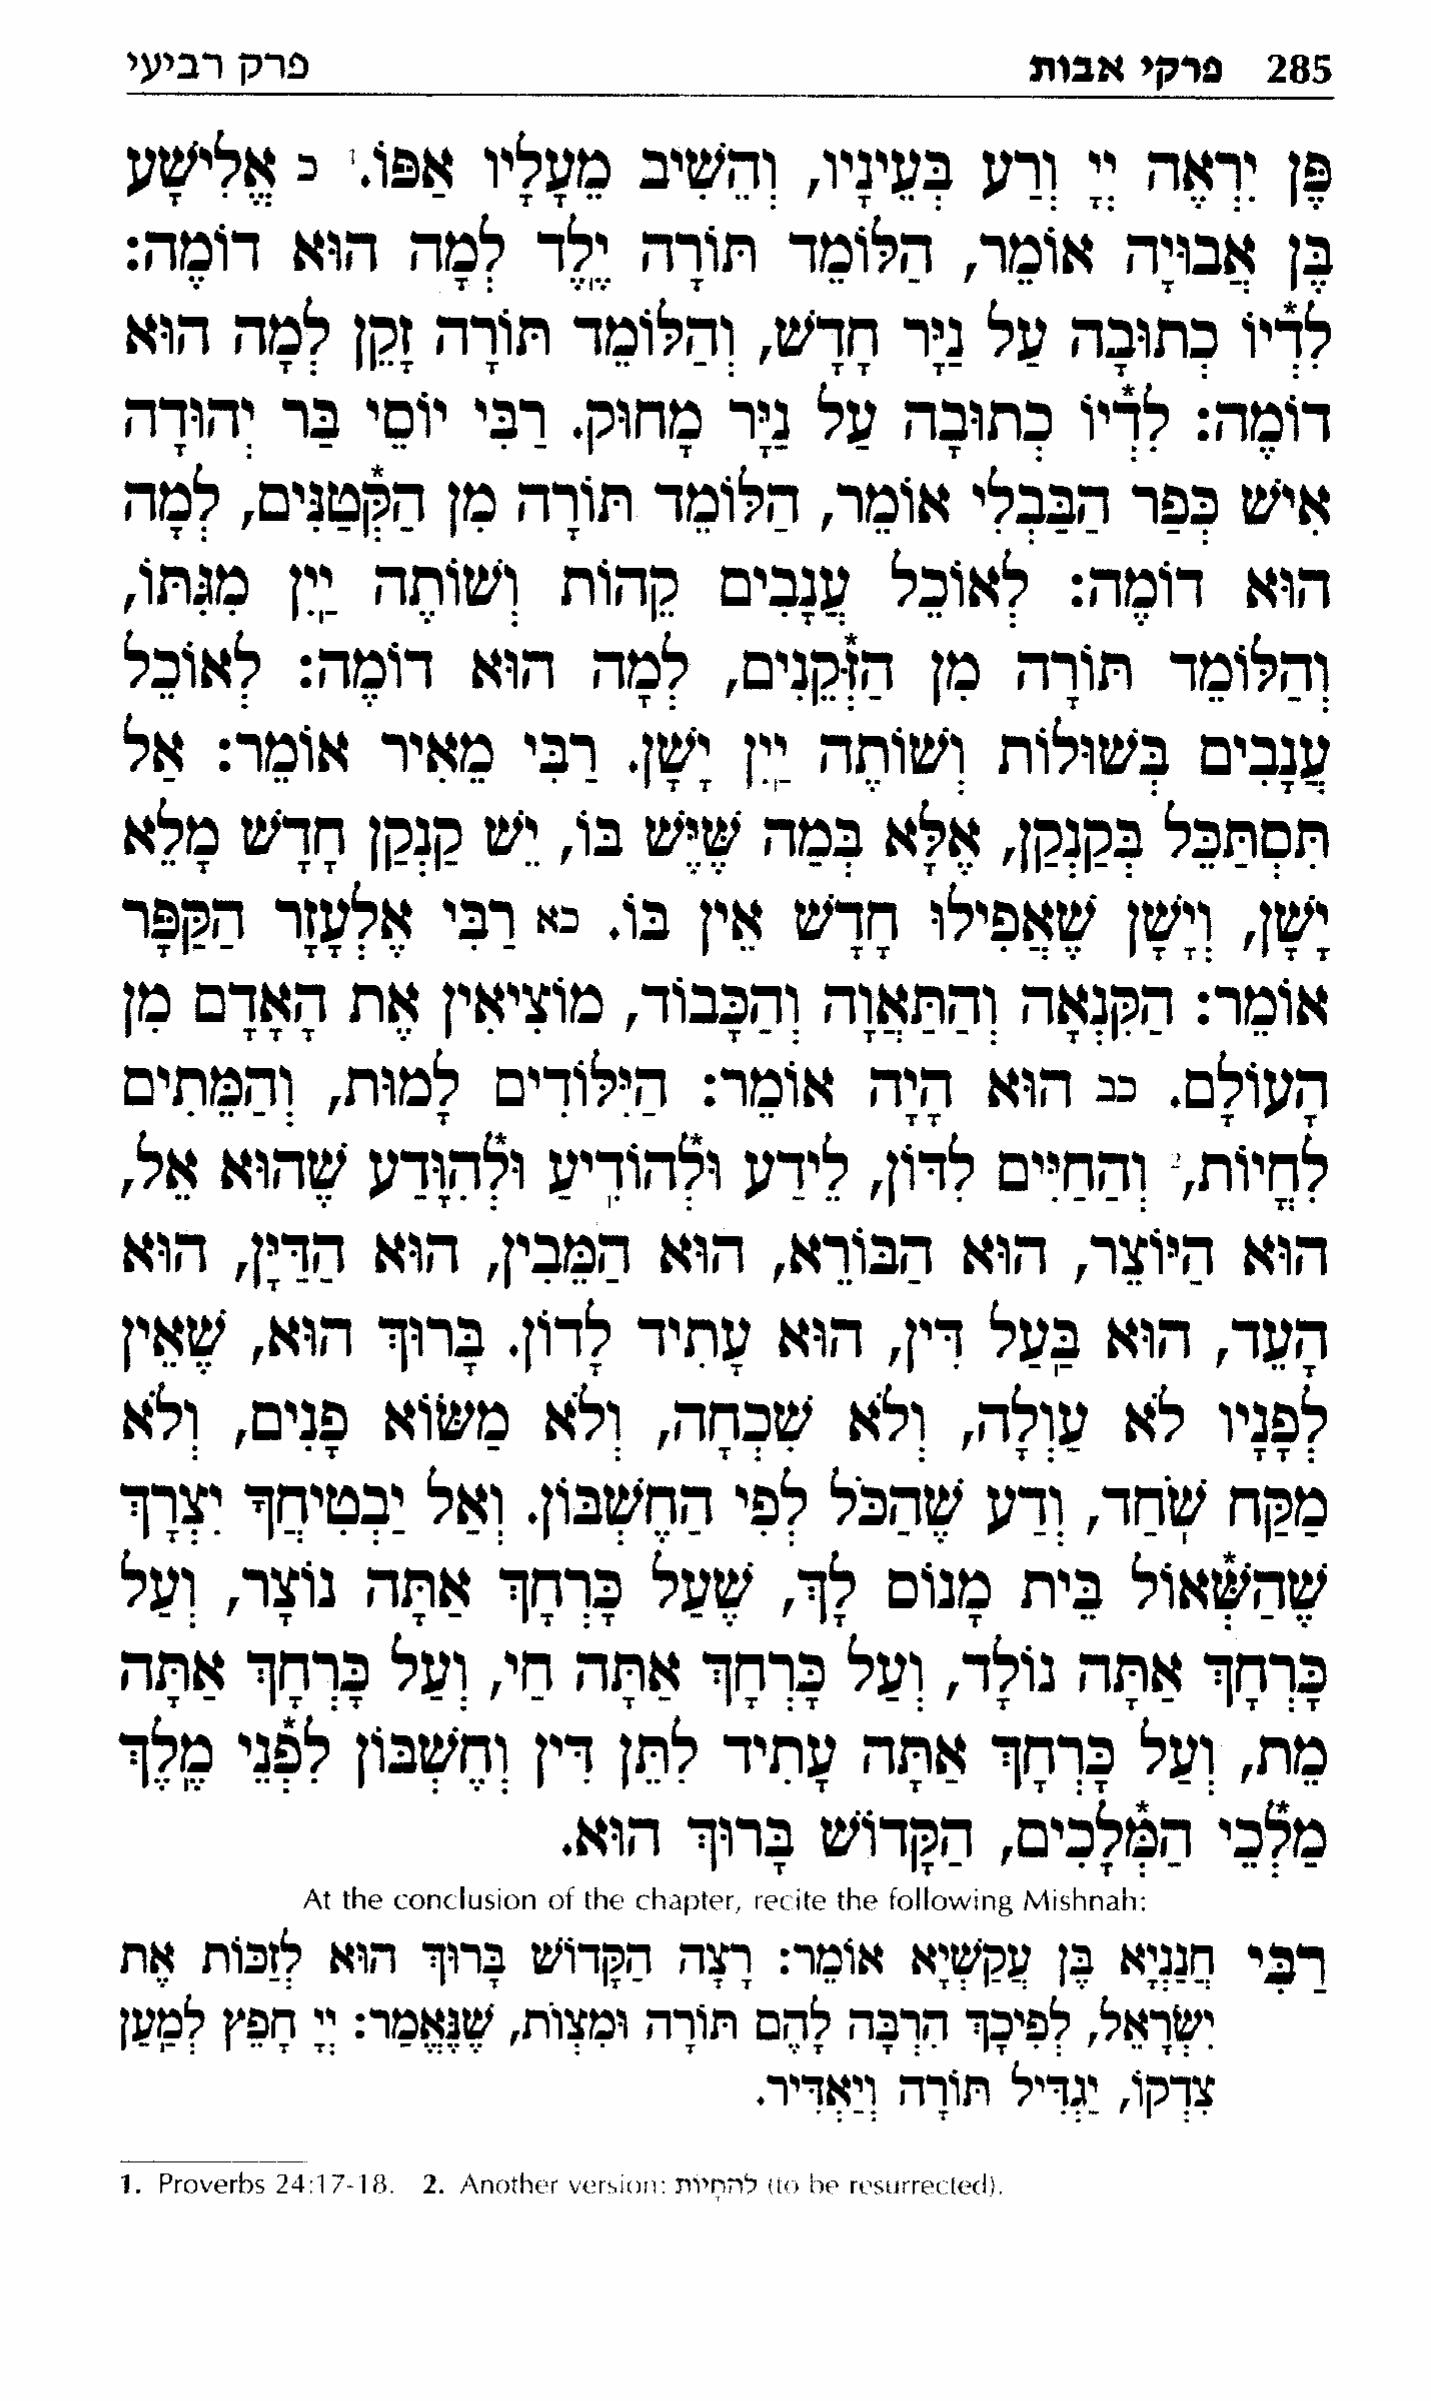 285 פרקי אבות פרק רביעי
פֶּן יִרְאֶה יְיָ וְרַע בְּעֵינָיו, וְהֵשִׁיב מֵעָלָיו אַפּוֹ.¹ כ אֱלִישָׁע
בֶּן אֲבוּיָה אוֹמֵר, הַלּוֹמֵד תּוֹרָה יֶלֶד לְמָה הוּא דוֹמֶה:
לִדְּיוֹ כְתוּבָה עַל נְיָר חָדָשׁ, וְהַלּוֹמֵד תּוֹרָה זָקֵן לְמָה הוּא
דוֹמֶה: לִדְּיוֹ כְתוּבָה עַל נְיָר מָחוּק. רַבִּי יוֹסֵי בַּר יְהוּדָה
אִישׁ כְּפַר הַבַּבְלִי אוֹמֵר, הַלּוֹמֵד תּוֹרָה מִן הַקְּטַנִּים, לְמָה
הוּא דוֹמֶה: לְאוֹכֵל עֲנָבִים קֵהוֹת וְשׁוֹתֶה יַיִן מִגִּתּוֹ,
וְהַלּוֹמֵד תּוֹרָה מִן הַזְּקֵנִים, לְמָה הוּא דוֹמֶה: לְאוֹכֵל
עֲנָבִים בְּשׁוּלוֹת וְשׁוֹתֶה יַיִן יָשָׁן. רַבִּי מֵאִיר אוֹמֵר: אַל
תִּסְתַּכֵּל בְּקַנְקַן, אֶלָּא בְּמַה שֶּׁיֶּשׁ בּוֹ, יֵשׁ קַנְקַן חָדָשׁ מָלֵא
יָשָׁן, וְיָשָׁן שֶׁאֲפִילוּ חָדָשׁ אֵין בּוֹ. כא רַבִּי אֶלְעָזָר הַקַּפָּר
אוֹמֵר: הַקִּנְאָה וְהַתַּאֲוָה וְהַכָּבוֹד, מוֹצִיאִין אֶת הָאָדָם מִן
הָעוֹלָם. כב הוּא הָיָה אוֹמֵר: הַיִּלּוֹדִים לָמוּת, וְהַמֵּתִים
לִחֱיוֹת,² וְהַחַיִּים לִדּוֹן, לֵידַע וּלְהוֹדִיעַ וּלְהִוָּדַע שֶׁהוּא אֵל,
הוּא הַיּוֹצֵר, הוּא הַבּוֹרֵא, הוּא הַמֵּבִין, הוּא הַדַּיָּן, הוּא
הָעֵד, הוּא בַּעַל דִּין, הוּא עָתִיד לָדוֹן. בָּרוּךְ הוּא, שֶׁאֵין
לְפָנָיו לֹא עַוְלָה, וְלֹא שִׁכְחָה, וְלֹא מַשּׂוֹא פָנִים, וְלֹא
מַקַּח שֹׁחַד, וְדַע שֶׁהַכֹּל לְפִי הַחֶשְׁבּוֹן. וְאַל יַבְטִיחֲךָ יִצְרָךְ
שֶׁהַשְּׁאוֹל בֵּית מָנוֹס לָךְ, שֶׁעַל כָּרְחָךְ אַתָּה נוֹצָר, וְעַל
כָּרְחָךְ אַתָּה נוֹלָד, וְעַל כָּרְחָךְ אַתָּה חַי, וְעַל כָּרְחָךְ אַתָּה
מֵת, וְעַל כָּרְחָךְ אַתָּה עָתִיד לִתֵּן דִּין וְחֶשְׁבּוֹן לִפְנֵי מֶלֶךְ
מַלְכֵי הַמְּלָכִים, הַקָּדוֹשׁ בָּרוּךְ הוּא.
At the conclusion of the chapter, recite the following Mishnah:
רַבִּי חֲנַנְיָא בֶּן עֲקַשְׁיָא אוֹמֵר: רָצָה הַקָּדוֹשׁ בָּרוּךְ הוּא לְזַכּוֹת אֶת
יִשְׂרָאֵל, לְפִיכָךְ הִרְבָּה לָהֶם תּוֹרָה וּמִצְוֹת, שֶׁנֶּאֱמַר: יְיָ חָפֵץ לְמַעַן
צִדְקוֹ, יַגְדִּיל תּוֹרָה וְיַאְדִּיר.
1. Proverbs 24:17-18. 2. Another version: לְהֵחָיוֹת (to be resurrected).